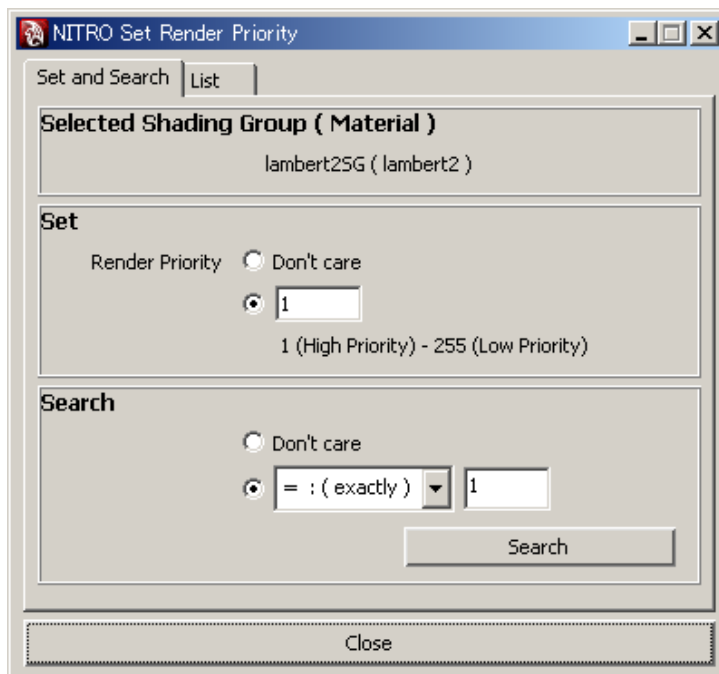 NITRO Set Render Priority
Set and Search List
Selected Shading Group ( Material )
lambert2SG ( lambert2 )
Set
Render Priority Don't care
1
1 (High Priority) - 255 (Low Priority)
Search
Don't care
= : ( exactly ) 1
Search
Close